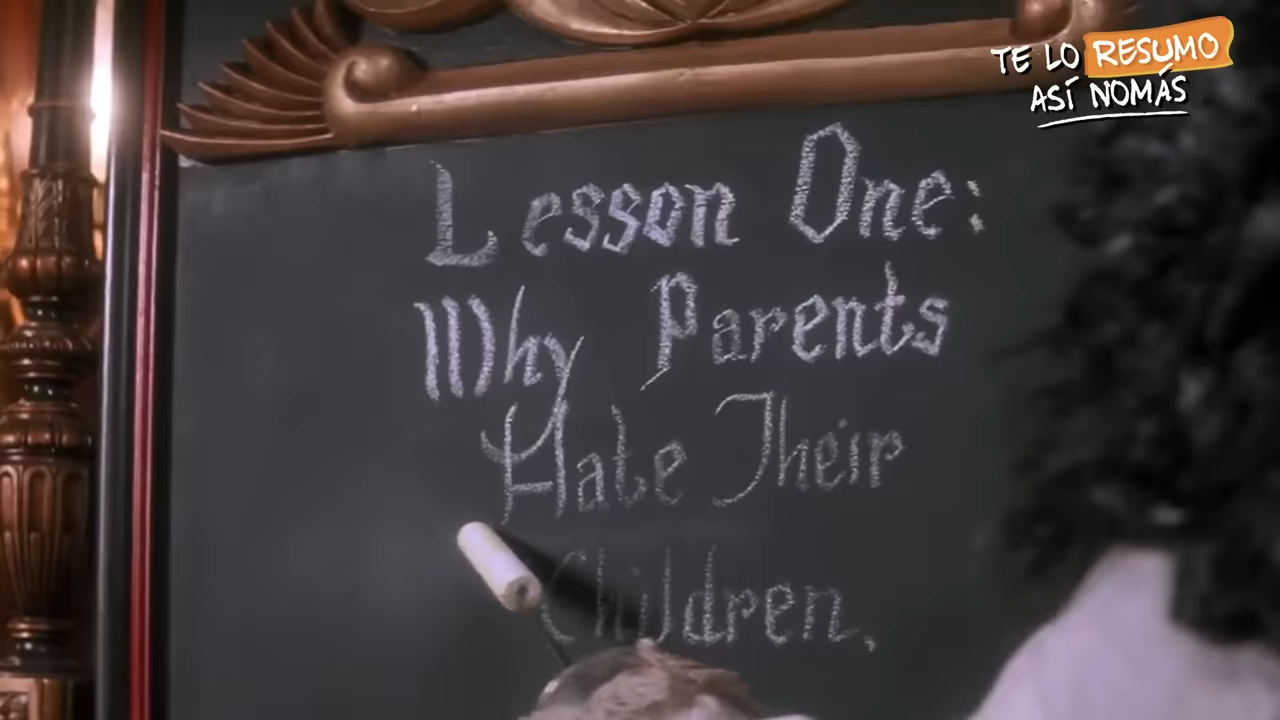 TE LO RESUMO
ASÍ NOMÁS
Lesson One:
Why Parents
Hate Their
Children,